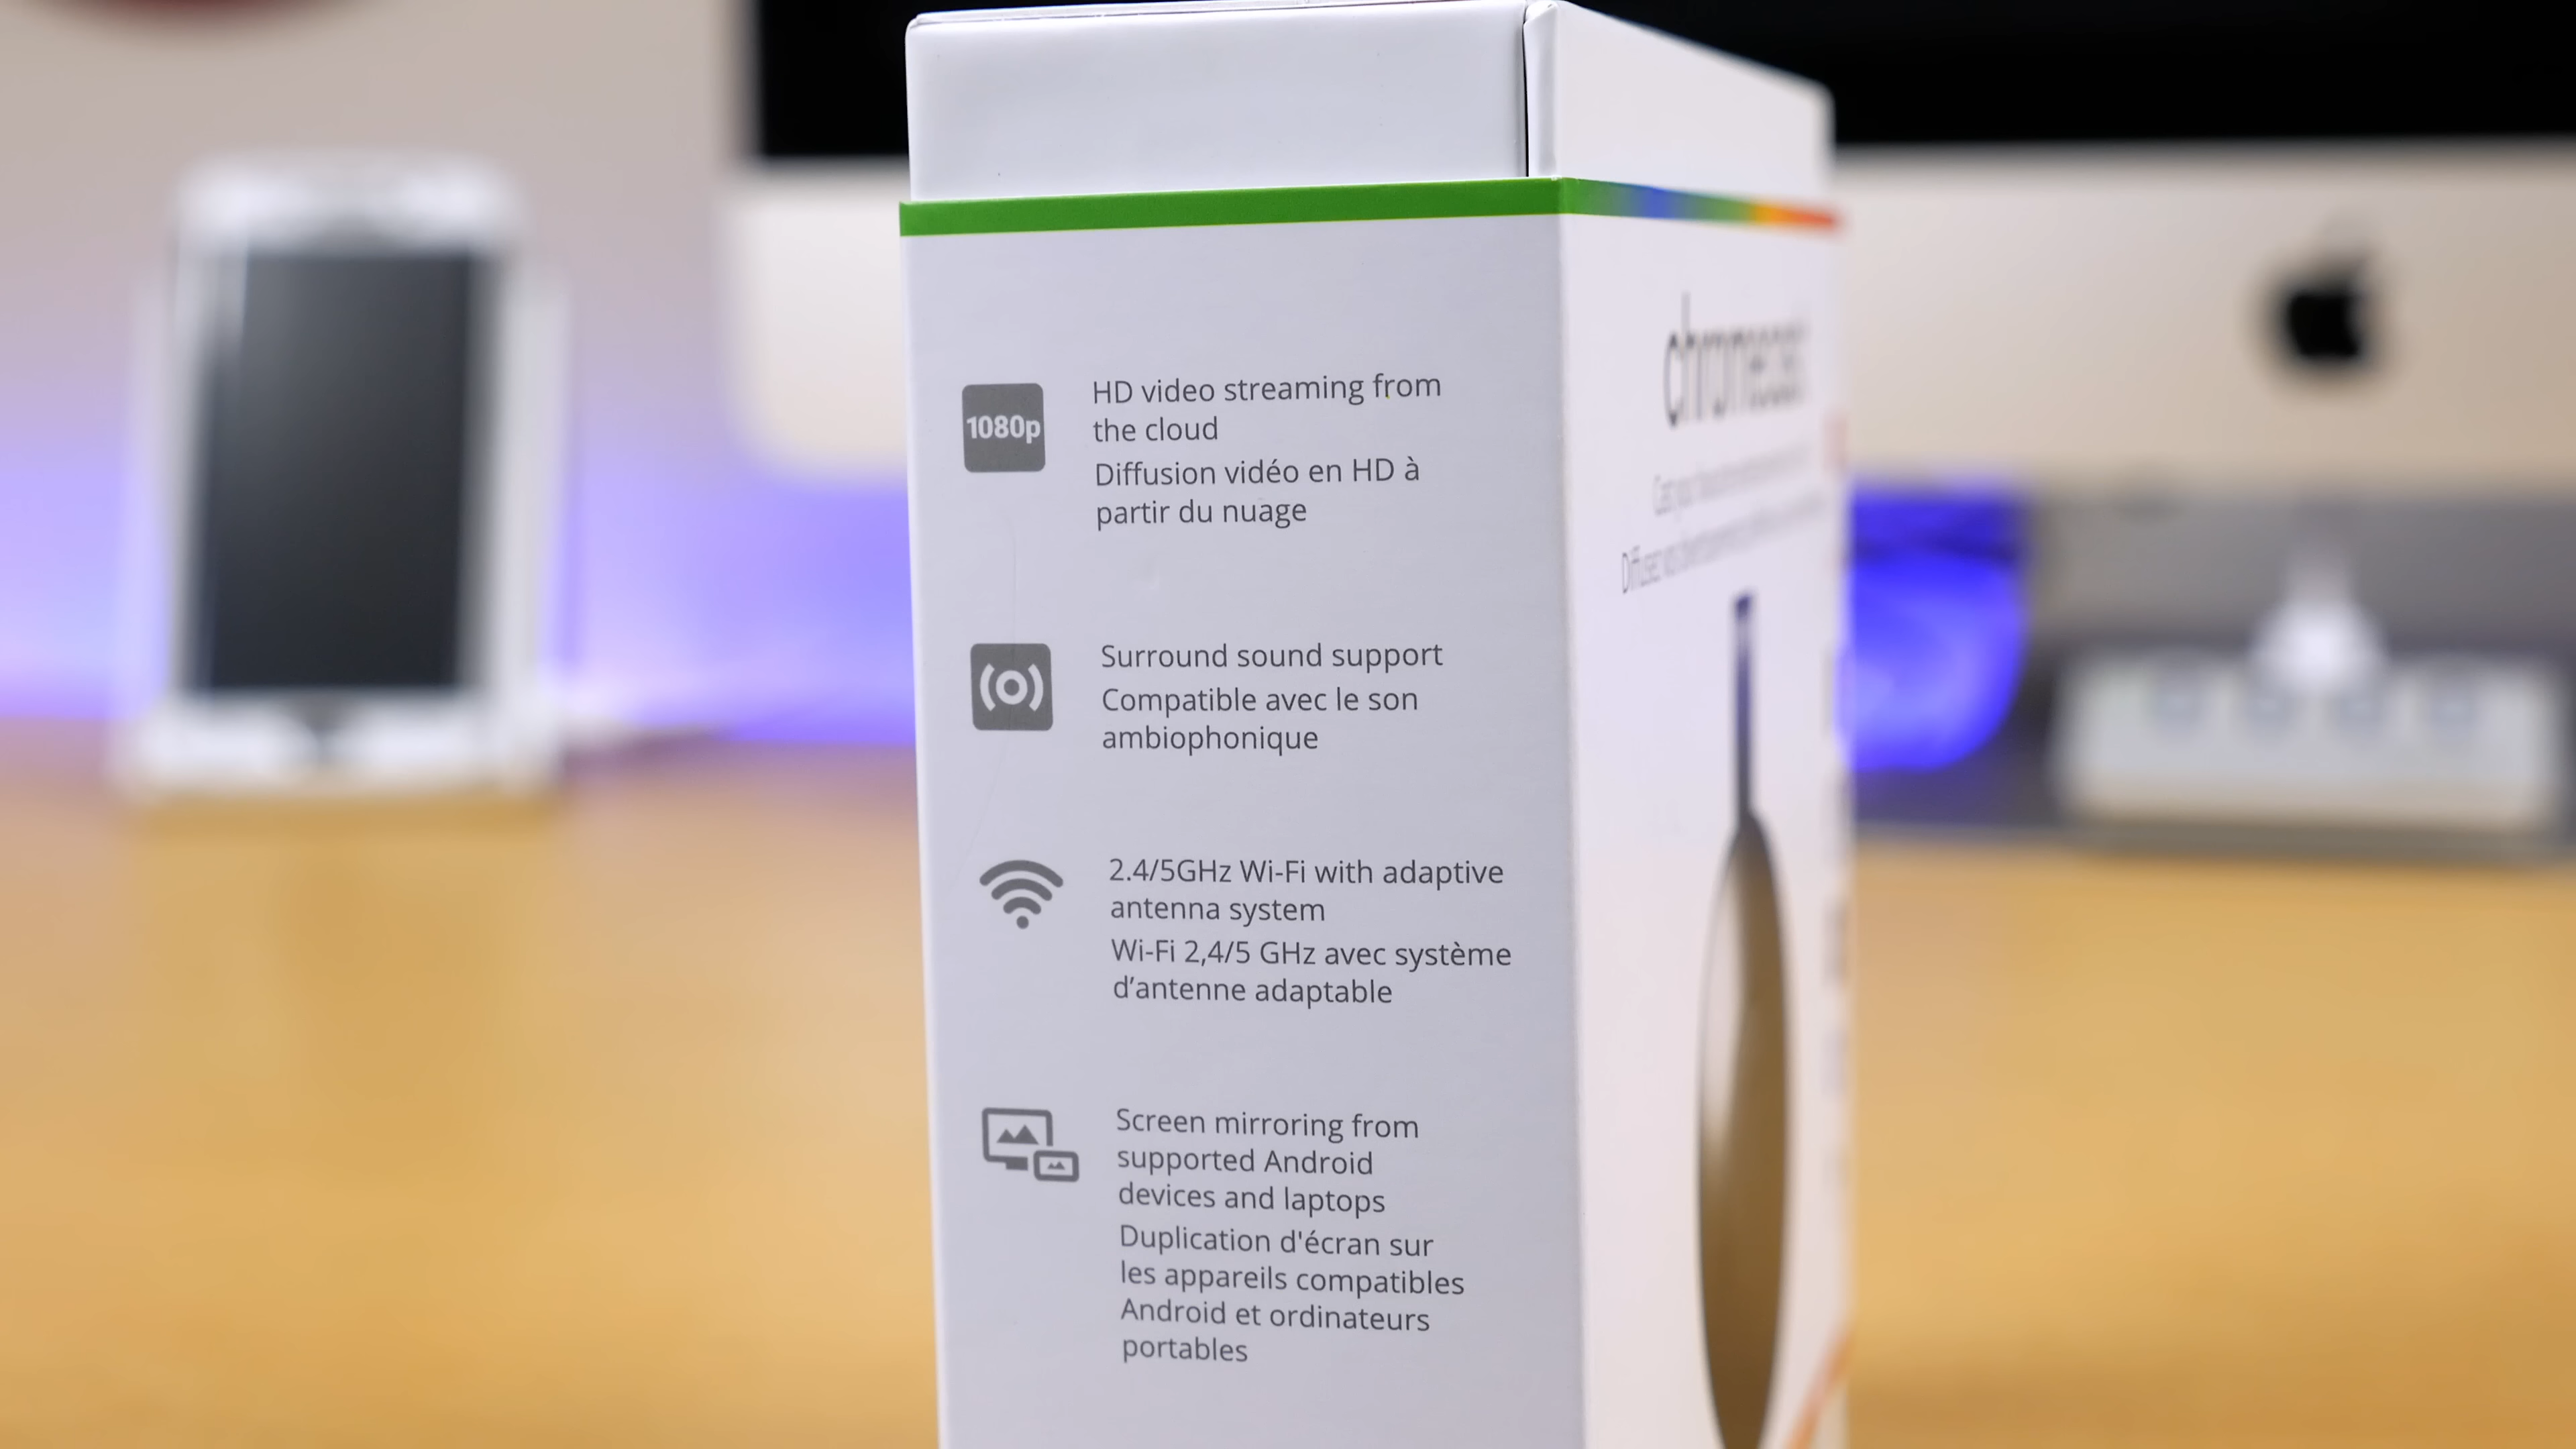 1080p
HD video streaming from
the cloud
Diffusion vidéo en HD à
partir du nuage
Surround sound support
Compatible avec le son
ambiophonique
2.4/5GHz Wi-Fi with adaptive
antenna system
Wi-Fi 2,4/5 GHz avec système
d’antenne adaptable
Screen mirroring from
supported Android
devices and laptops
Duplication d'écran sur
les appareils compatibles
Android et ordinateurs
portables
chromecast
Diffusez